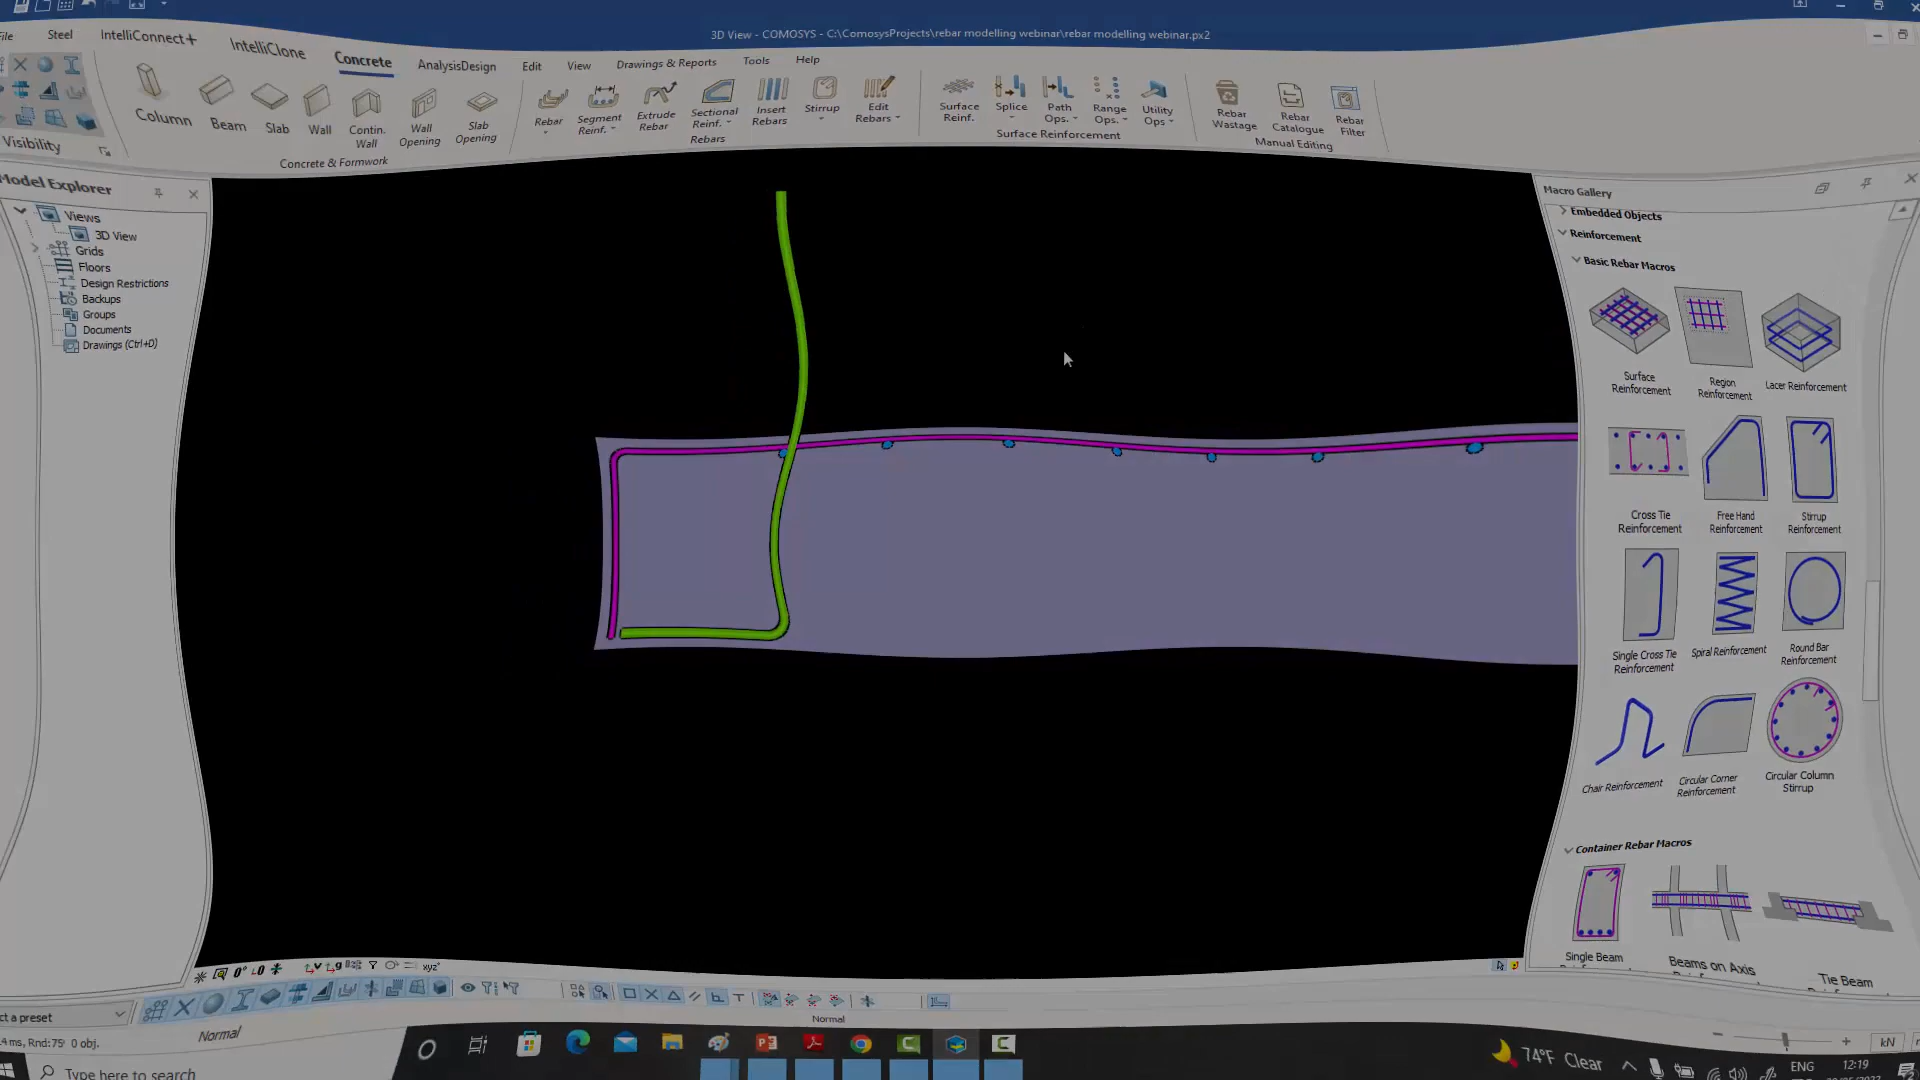 3D View - COMOSYS - C:\ComosysProjects\rebar modelling webinar\rebar modelling webinar.px2
File
Steel
IntelliConnect+
IntelliClone
Concrete
AnalysisDesign
Edit
View
Drawings & Reports
Tools
Help
Visibility
Column
Beam
Slab
Wall
Contin. Wall
Wall Opening
Slab Opening
Concrete & Formwork
Rebar
Segment Reinf.
Extrude Rebar
Sectional Reinf.
Insert Rebars
Stirrup
Edit Rebars
Rebars
Surface Reinf.
Splice
Path Ops.
Range Ops.
Utility Ops
Surface Reinforcement
Rebar Wastage
Rebar Catalogue
Rebar Filter
Manual Editing
Model Explorer
Views
3D View
Grids
Floors
Design Restrictions
Backups
Groups
Documents
Drawings (Ctrl+D)
Macro Gallery
Embedded Objects
Reinforcement
Basic Rebar Macros
Surface Reinforcement
Region Reinforcement
Lacer Reinforcement
Cross Tie Reinforcement
Free Hand Reinforcement
Stirrup Reinforcement
Single Cross Tie Reinforcement
Spiral Reinforcement
Round Bar Reinforcement
Chair Reinforcement
Circular Corner Reinforcement
Circular Column Stirrup
Container Rebar Macros
Single Beam
Beams on Axis
Tie Beam
xyz
ct a preset
Normal
Normal
4 ms, Rnd:75 0 obj.
kN
Type here to search
74°F Clear
ENG
12:19